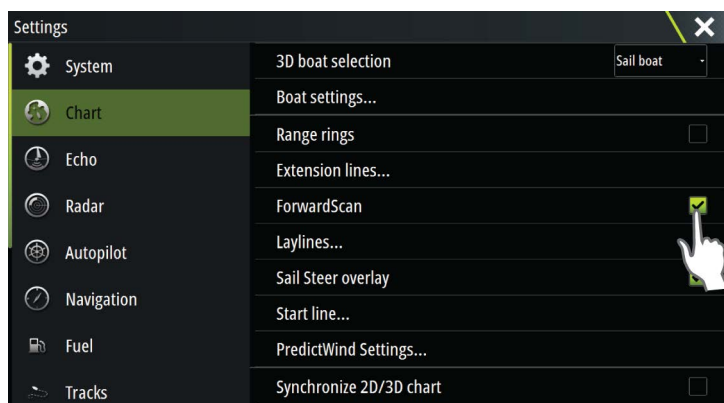 Settings
System
Chart
Echo
Radar
Autopilot
Navigation
Fuel
Tracks
3D boat selection Sail boat
Boat settings...
Range rings
Extension lines...
ForwardScan
Laylines...
Sail Steer overlay
Start line...
PredictWind Settings...
Synchronize 2D/3D chart